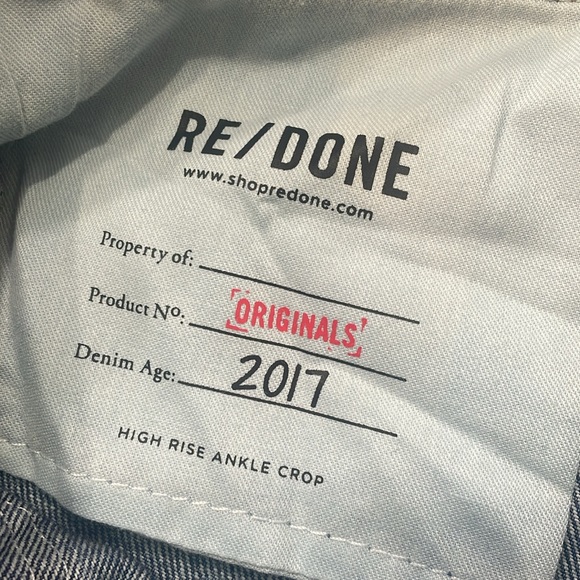 RE/DONE
www.shopredone.com
Property of:
Product Nº: ORIGINALS
Denim Age: 2017
HIGH RISE ANKLE CROP